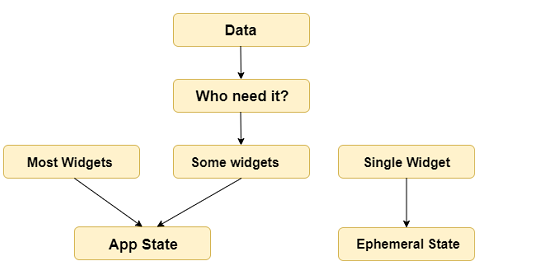 Data
Who need it?
Most Widgets
Some widgets
Single Widget
App State
Ephemeral State